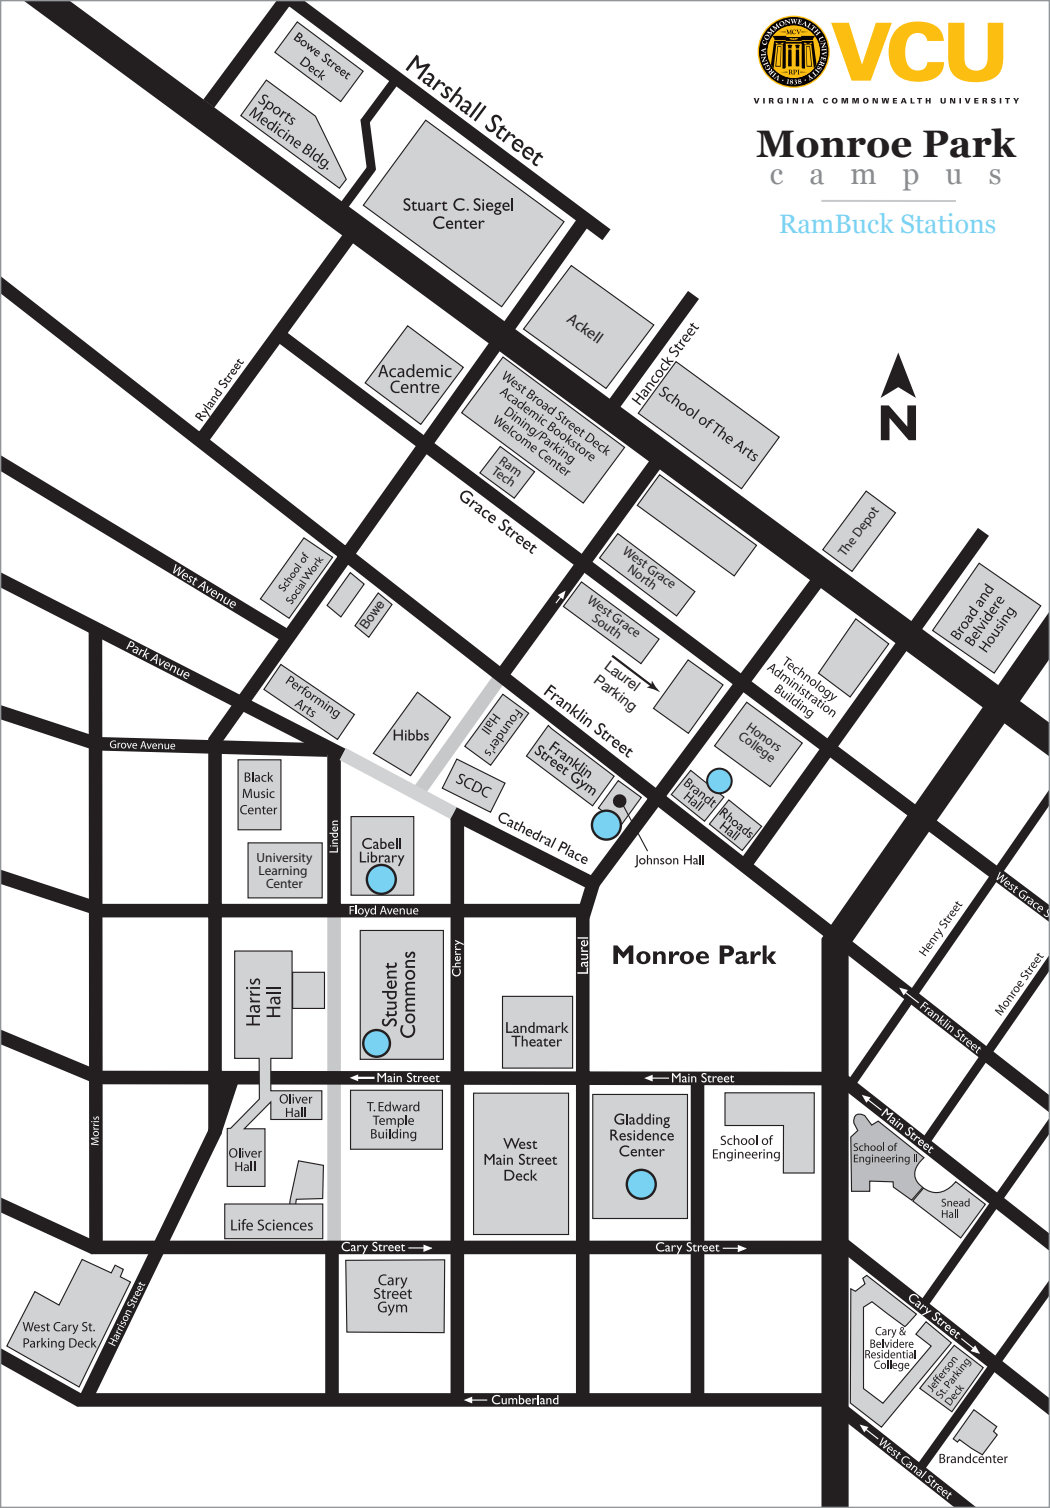 VIRGINIA COMMONWEALTH UNIVERSITY
MCV
RPI
1838
VCU
VIRGINIA COMMONWEALTH UNIVERSITY
Monroe Park
campus
RamBuck Stations
N
Bowe Street
Deck
Sports
Medicine Bldg.
Marshall Street
Stuart C. Siegel
Center
Ackell
Hancock Street
School of The Arts
Academic
Centre
Ryland Street
West Broad Street Deck
Academic Bookstore
Dining/Parking
Welcome Center
Ram
Tech
Grace Street
The Depot
School of
Social Work
Bowe
West Avenue
West Grace
North
West Grace
South
Broad and
Belvidere
Housing
Park Avenue
Performing
Arts
Laurel
Parking
Technology
Administration
Building
Franklin Street
Hibbs
Founder's
Hall
Honors
College
Grove Avenue
Franklin
Street Gym
SCDC
Brandt
Hall
Rhoads
Hall
Black
Music
Center
Cathedral Place
Johnson Hall
Linden
Cabell
Library
University
Learning
Center
West Grace S
Floyd Avenue
Henry Street
Monroe Street
Cherry
Laurel
Monroe Park
Harris
Hall
Student
Commons
Landmark
Theater
Franklin Street
Main Street
Main Street
Main Street
Oliver
Hall
T. Edward
Temple
Building
Gladding
Residence
Center
Morris
Oliver
Hall
West
Main Street
Deck
School of
Engineering
School of
Engineering II
Snead
Hall
Life Sciences
Cary Street
Cary Street
Cary Street
Cary
Street
Gym
Harrison Street
West Cary St.
Parking Deck
Cary &
Belvidere
Residential
College
Jefferson
St. Parking
Deck
Cumberland
West Canal Street
Brandcenter